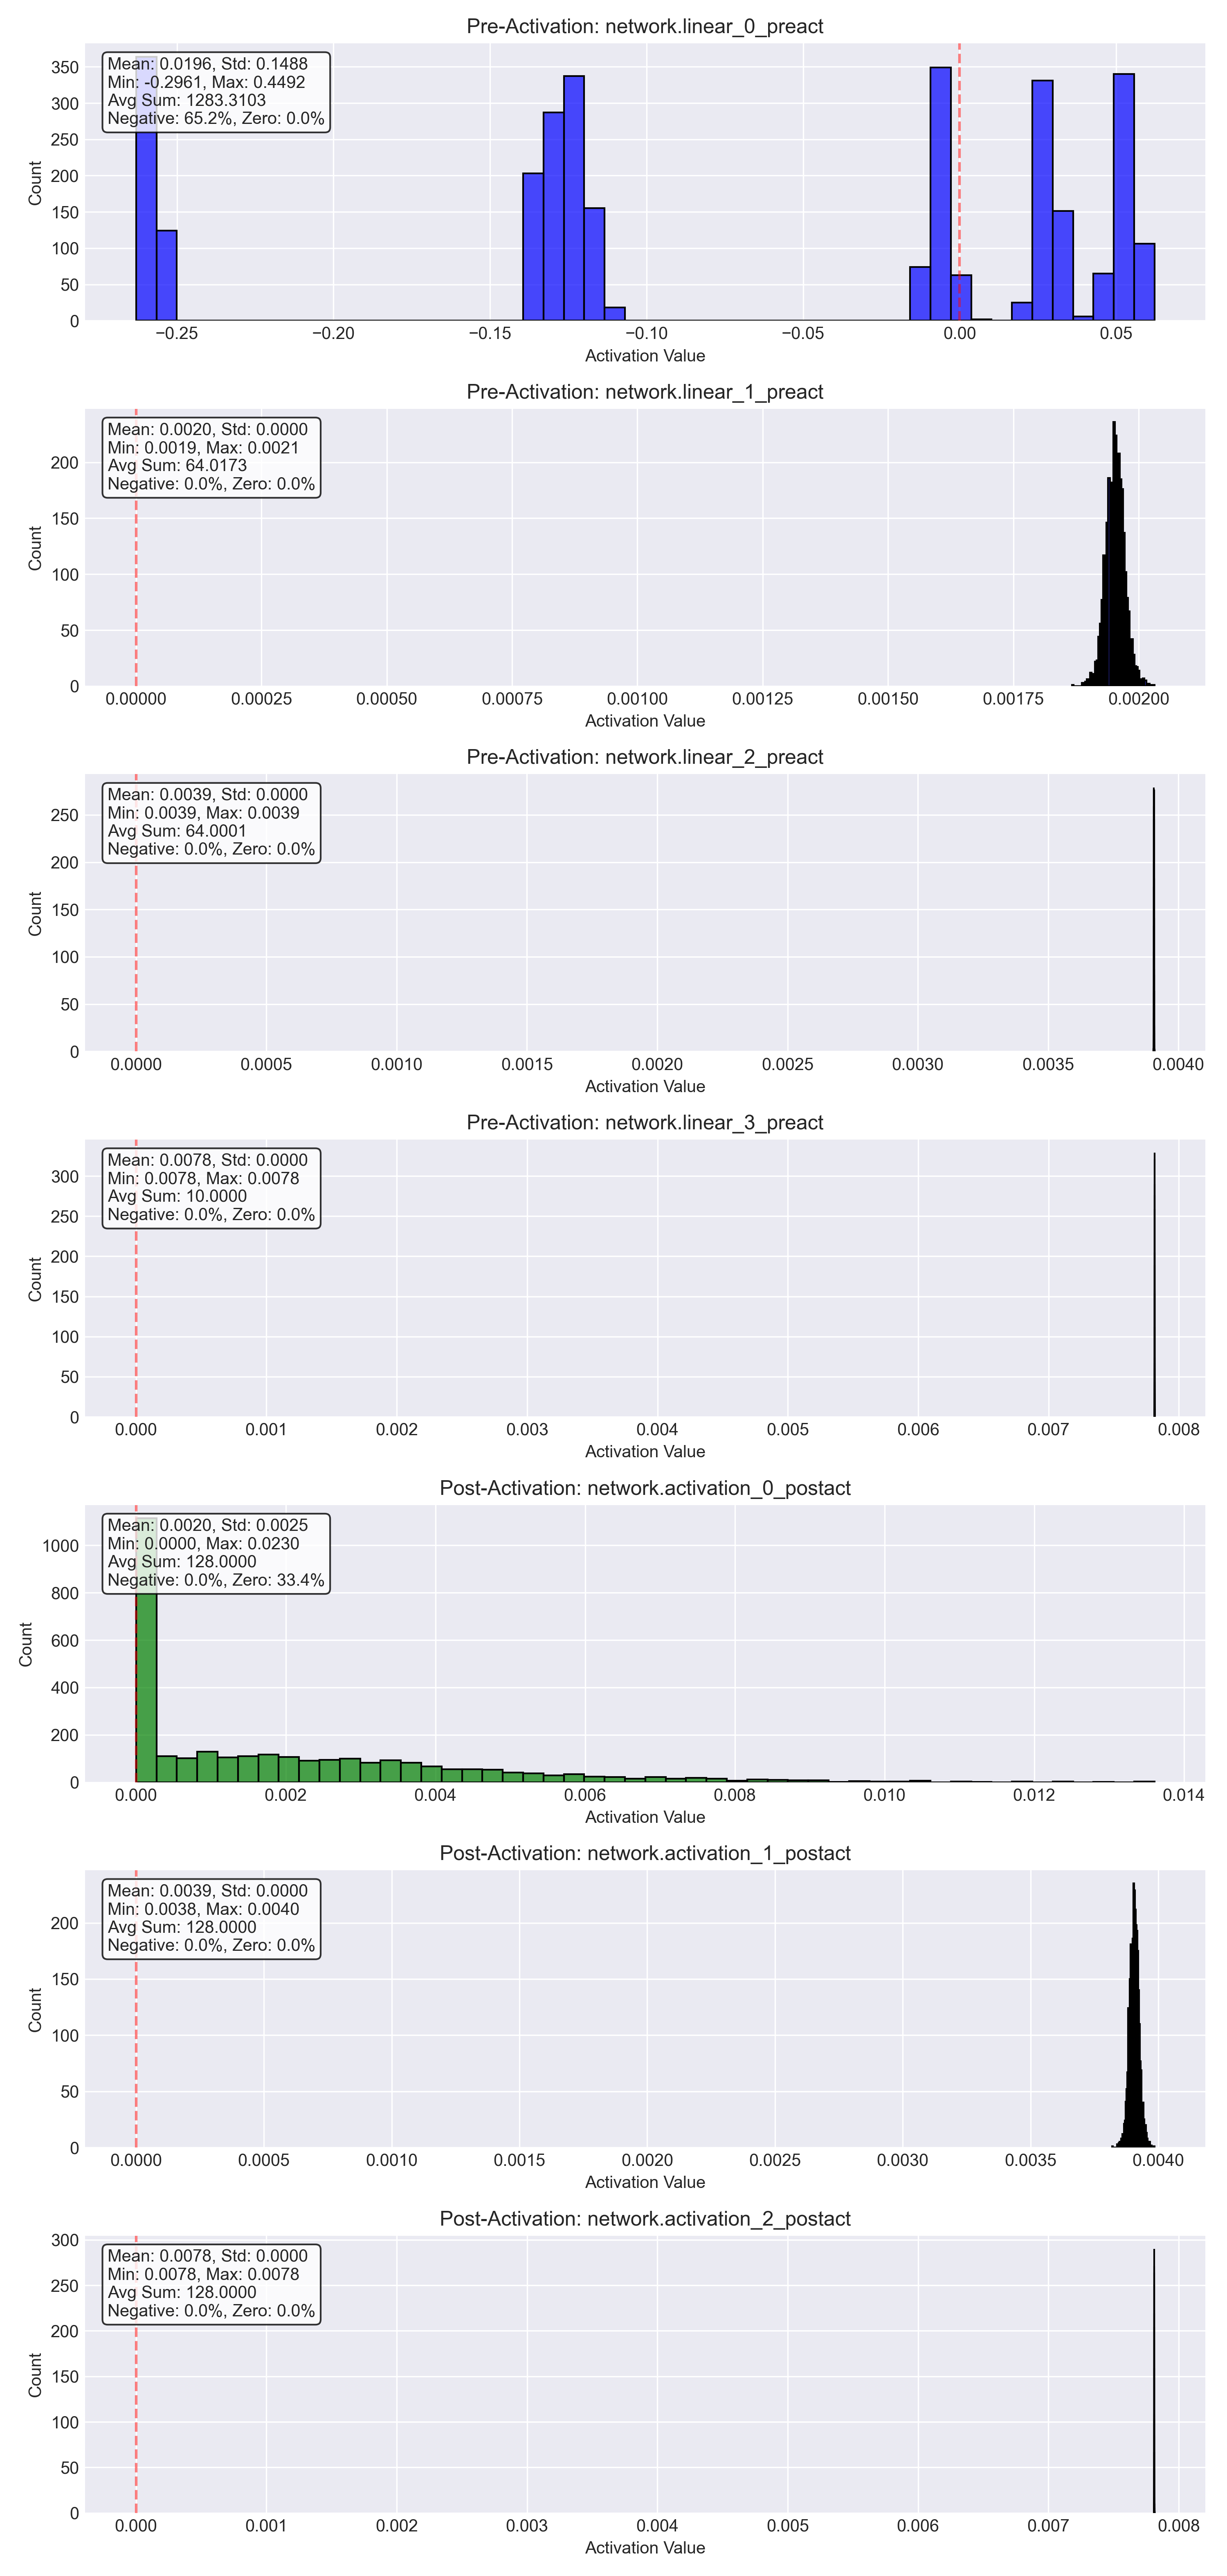 Pre-Activation: network.linear_0_preact
Mean: 0.0196, Std: 0.1488
Min: -0.2961, Max: 0.4492
Avg Sum: 1283.3103
Negative: 65.2%, Zero: 0.0%
350
300
250
200
150
100
50
0
Count
−0.25 −0.20 −0.15 −0.10 −0.05 0.00 0.05
Activation Value
Pre-Activation: network.linear_1_preact
Mean: 0.0020, Std: 0.0000
Min: 0.0019, Max: 0.0021
Avg Sum: 64.0173
Negative: 0.0%, Zero: 0.0%
200
150
100
50
0
Count
0.00000 0.00025 0.00050 0.00075 0.00100 0.00125 0.00150 0.00175 0.00200
Activation Value
Pre-Activation: network.linear_2_preact
Mean: 0.0039, Std: 0.0000
Min: 0.0039, Max: 0.0039
Avg Sum: 64.0001
Negative: 0.0%, Zero: 0.0%
250
200
150
100
50
0
Count
0.0000 0.0005 0.0010 0.0015 0.0020 0.0025 0.0030 0.0035 0.0040
Activation Value
Pre-Activation: network.linear_3_preact
Mean: 0.0078, Std: 0.0000
Min: 0.0078, Max: 0.0078
Avg Sum: 10.0000
Negative: 0.0%, Zero: 0.0%
300
250
200
150
100
50
0
Count
0.000 0.001 0.002 0.003 0.004 0.005 0.006 0.007 0.008
Activation Value
Post-Activation: network.activation_0_postact
Mean: 0.0020, Std: 0.0025
Min: 0.0000, Max: 0.0230
Avg Sum: 128.0000
Negative: 0.0%, Zero: 33.4%
1000
800
600
400
200
0
Count
0.000 0.002 0.004 0.006 0.008 0.010 0.012 0.014
Activation Value
Post-Activation: network.activation_1_postact
Mean: 0.0039, Std: 0.0000
Min: 0.0038, Max: 0.0040
Avg Sum: 128.0000
Negative: 0.0%, Zero: 0.0%
200
150
100
50
0
Count
0.0000 0.0005 0.0010 0.0015 0.0020 0.0025 0.0030 0.0035 0.0040
Activation Value
Post-Activation: network.activation_2_postact
Mean: 0.0078, Std: 0.0000
Min: 0.0078, Max: 0.0078
Avg Sum: 128.0000
Negative: 0.0%, Zero: 0.0%
300
250
200
150
100
50
0
Count
0.000 0.001 0.002 0.003 0.004 0.005 0.006 0.007 0.008
Activation Value